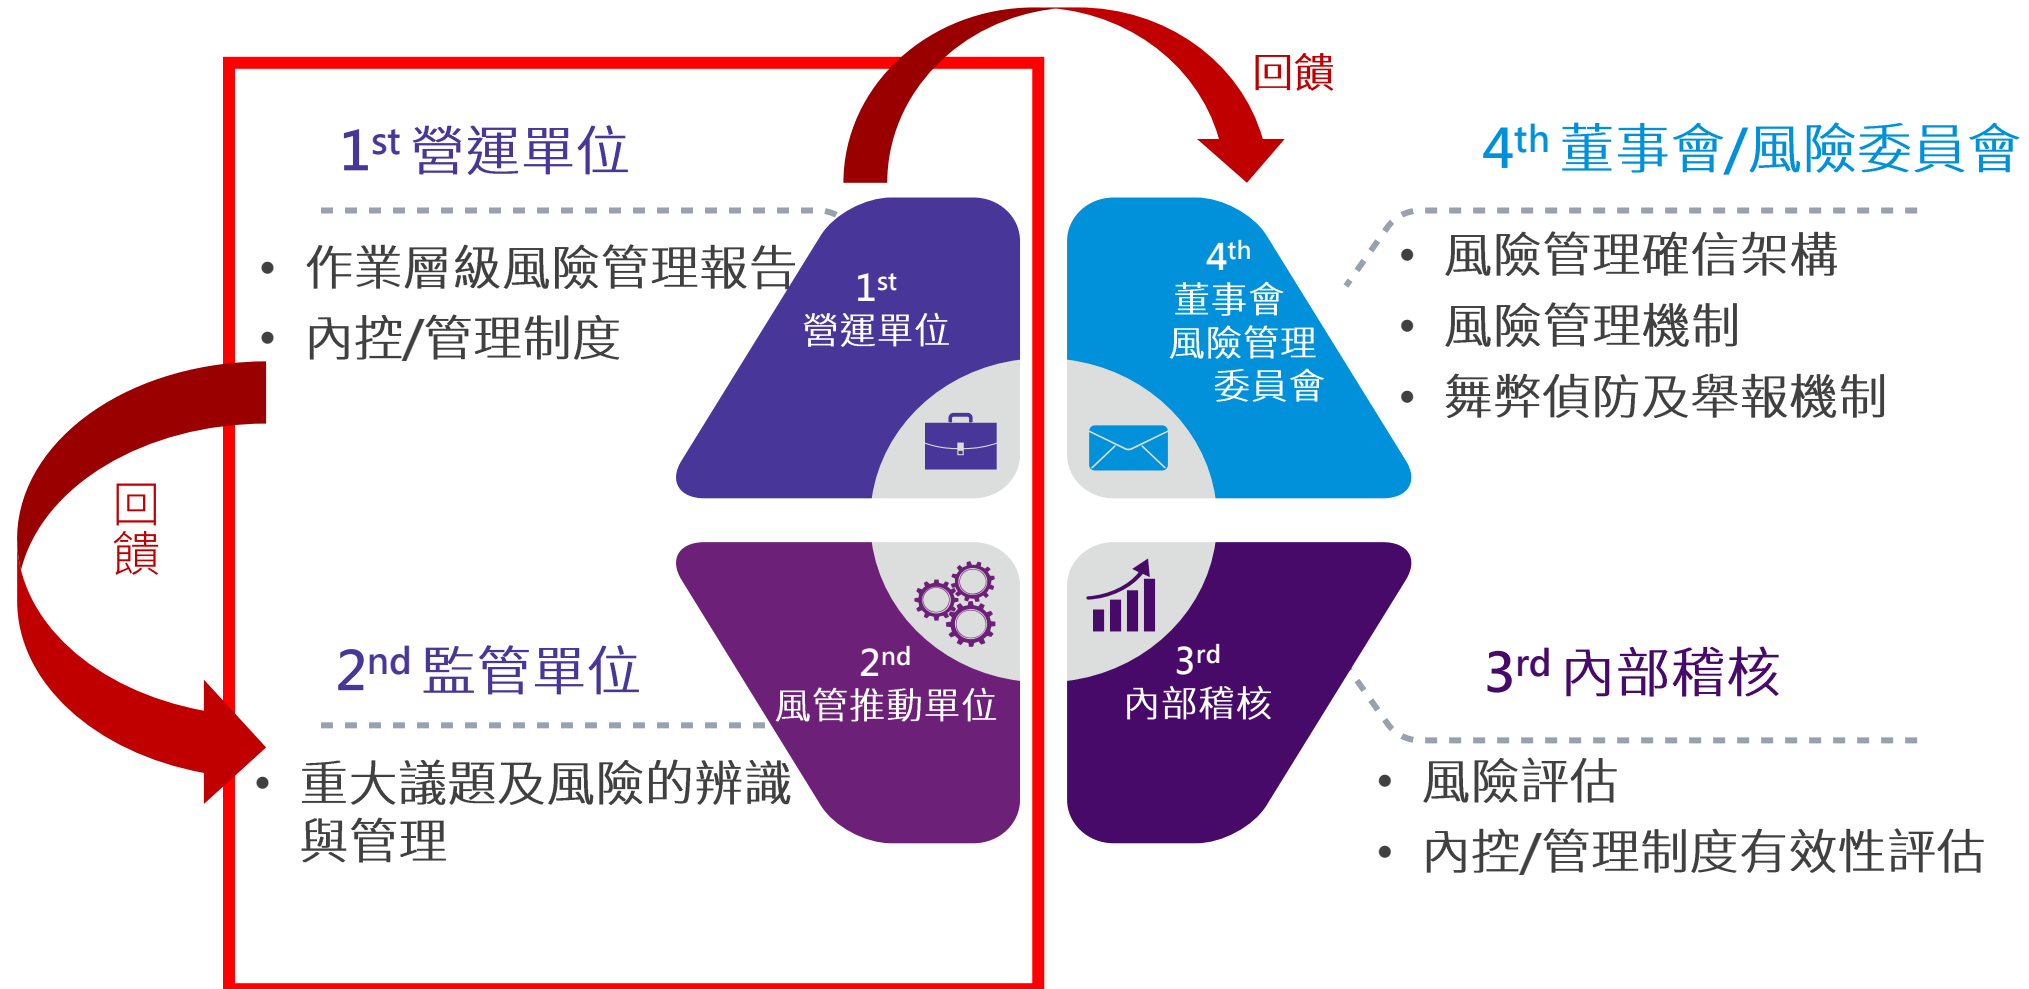 回饋
1st 營運單位
• 作業層級風險管理報告
• 內控/管理制度
回
饋
2nd 監管單位
• 重大議題及風險的辨識
與管理
1st
營運單位
4th
董事會
風險管理
委員會
2nd
風管推動單位
3rd
內部稽核
4th 董事會/風險委員會
• 風險管理確信架構
• 風險管理機制
• 舞弊偵防及舉報機制
3rd 內部稽核
• 風險評估
• 內控/管理制度有效性評估